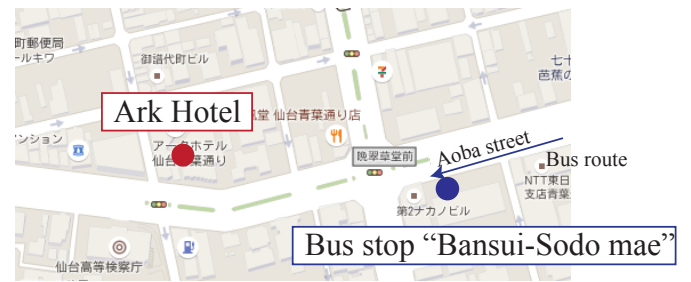 町郵便局
ールキワ
御譜代町ビル
七十
芭蕉の
Ark Hotel
風堂 仙台青葉通り店
ンション
アークホテル
仙台青葉通り
晩翠草堂前
Aoba street
Bus route
NTT東日
支店青葉
第2ナカノビル
Bus stop “Bansui-Sodo mae”
仙台高等検察庁